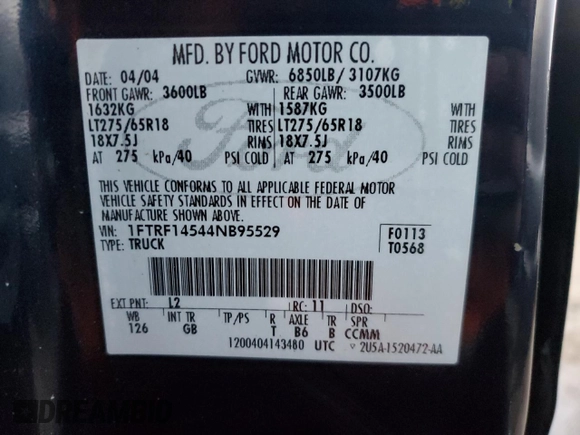 MFD. BY FORD MOTOR CO.
DATE: 04/04 GVWR: 6850LB/ 3107KG
FRONT GAWR: 3600LB REAR GAWR: 3500LB
1632KG WITH 1587KG WITH
LT275/65R18 TIRES LT275/65R18 TIRES
18X7.5J RIMS 18X7.5J RIMS
AT 275 kPa/40 PSI COLD AT 275 kPa/40 PSI COLD
THIS VEHICLE CONFORMS TO ALL APPLICABLE FEDERAL MOTOR
VEHICLE SAFETY STANDARDS IN EFFECT ON THE DATE OF
MANUFACTURE SHOWN ABOVE.
VIN: 1FTRF14544NB95529 F0113
TYPE: TRUCK T0568
EXT PNT: L2 RC: 11 DSO:
WB INT TR TP/PS R AXLE TR SPR
126 GB T B6 B CCMM
1200404143480 UTC 2U5A-1520472-AA
Ford
DREAMBID